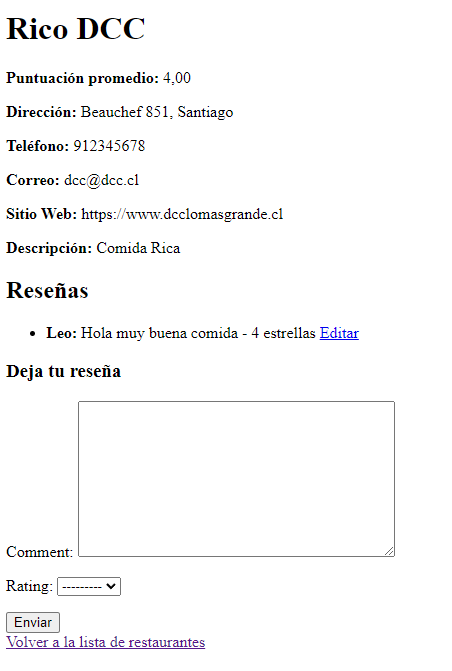 Rico DCC
Puntuación promedio: 4,00
Dirección: Beauchef 851, Santiago
Teléfono: 912345678
Correo: dcc@dcc.cl
Sitio Web: https://www.dcclomasgrande.cl
Descripción: Comida Rica
Reseñas
Leo: Hola muy buena comida - 4 estrellas Editar
Deja tu reseña
Comment:
Rating: ---------
Enviar
Volver a la lista de restaurantes